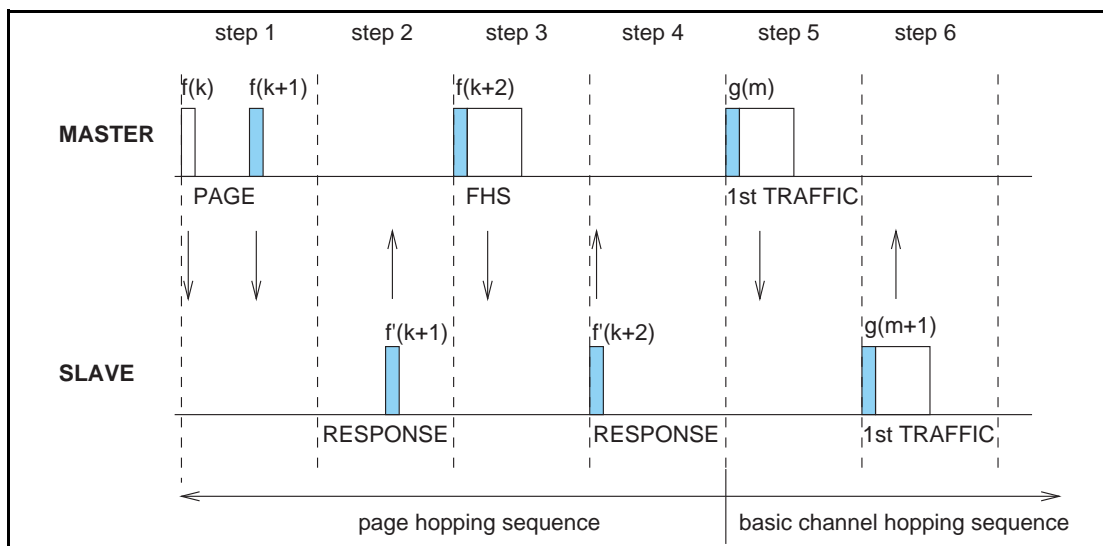 step 1 step 2 step 3 step 4 step 5 step 6
f(k) f(k+1) f(k+2) g(m)
MASTER
PAGE FHS 1st TRAFFIC
f'(k+1) f'(k+2) g(m+1)
SLAVE
RESPONSE RESPONSE 1st TRAFFIC
page hopping sequence basic channel hopping sequence